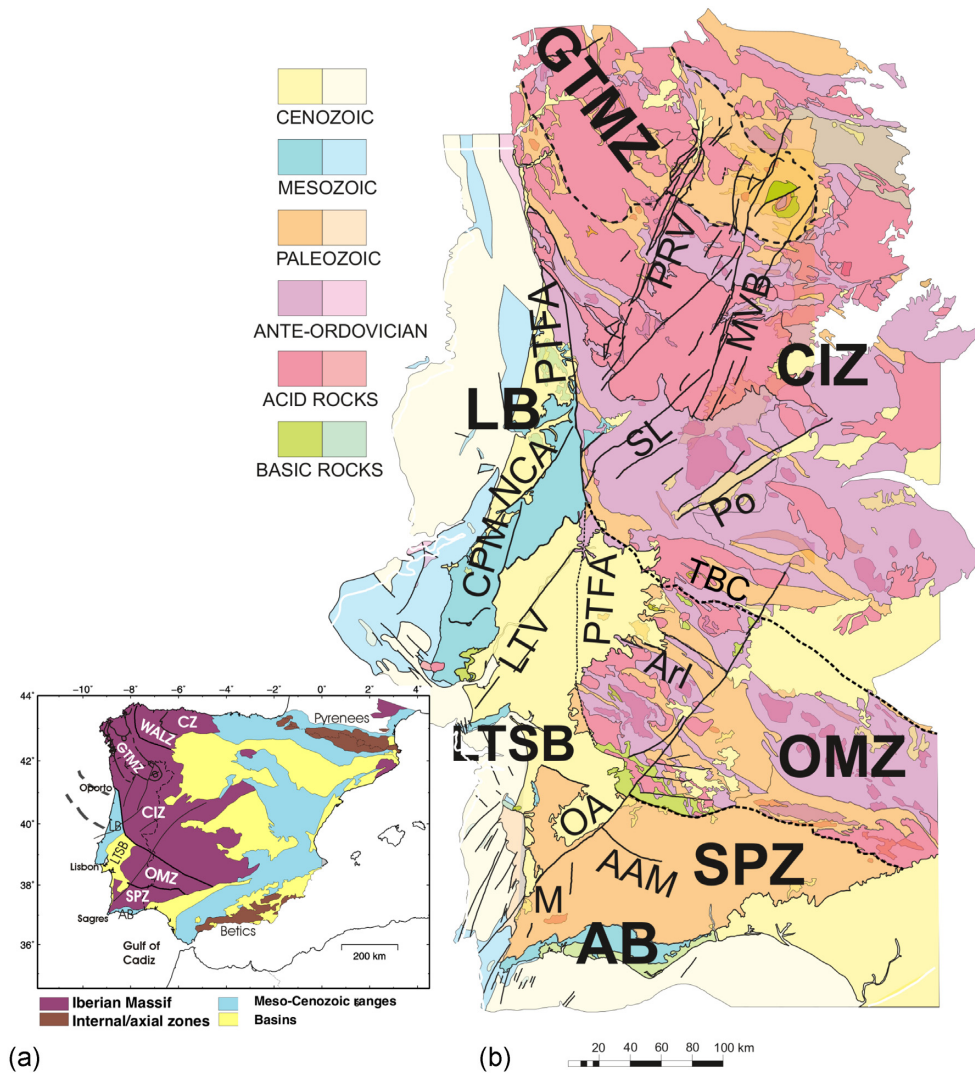 CENOZOIC
MESOZOIC
PALEOZOIC
ANTE-ORDOVICIAN
ACID ROCKS
BASIC ROCKS
GTMZ
PRV
MVB
PTFA
CIZ
LB
SL
CPM-NCA
Po
PTFA
TBC
LTV
Arl
LTSB
OMZ
OA
AAM
SPZ
M
AB
-10° -8° -6° -4° -2° 0° 2° 4°
44°
42°
40°
38°
36°
CZ
WALZ
Pyrenees
GTMZ
Oporto
CIZ
LB
LTSB
Lisbon
OMZ
SPZ
Sagres
AB
Betics
Gulf of
Cadiz
200 km
Iberian Massif
Meso-Cenozoic ranges
Internal/axial zones
Basins
(a)
(b)
20 40 60 80 100 km